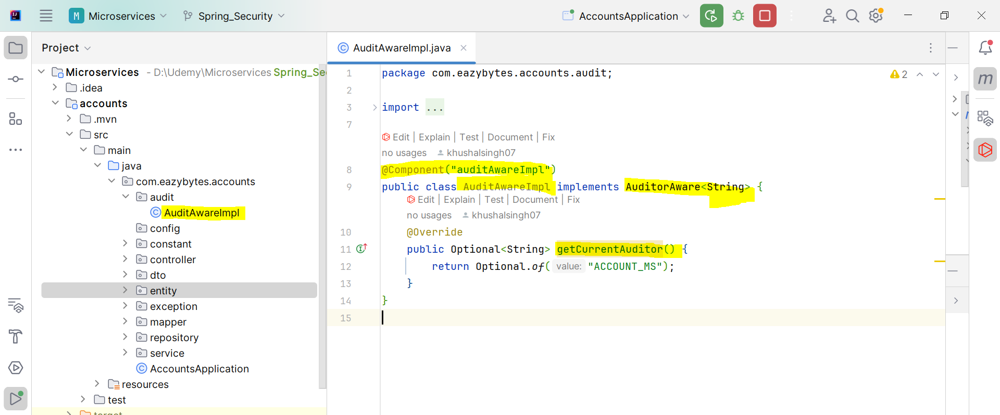 M Microservices Spring_Security AccountsApplication
Project
AuditAwareImpl.java
Microservices - D:\Udemy\Microservices Spring_Se
.idea
accounts
.mvn
src
main
java
com.eazybytes.accounts
audit
AuditAwareImpl
config
constant
controller
dto
entity
exception
mapper
repository
service
AccountsApplication
resources
test
target
1 package com.eazybytes.accounts.audit;
2
3 import ...
7
Edit | Explain | Test | Document | Fix
no usages khushalsingh07
8 @Component("auditAwareImpl")
9 public class AuditAwareImpl implements AuditorAware<String> {
Edit | Explain | Test | Document | Fix
no usages khushalsingh07
10 @Override
11 public Optional<String> getCurrentAuditor() {
12 return Optional.of( value: "ACCOUNT_MS");
13 }
14 }
15
2
m